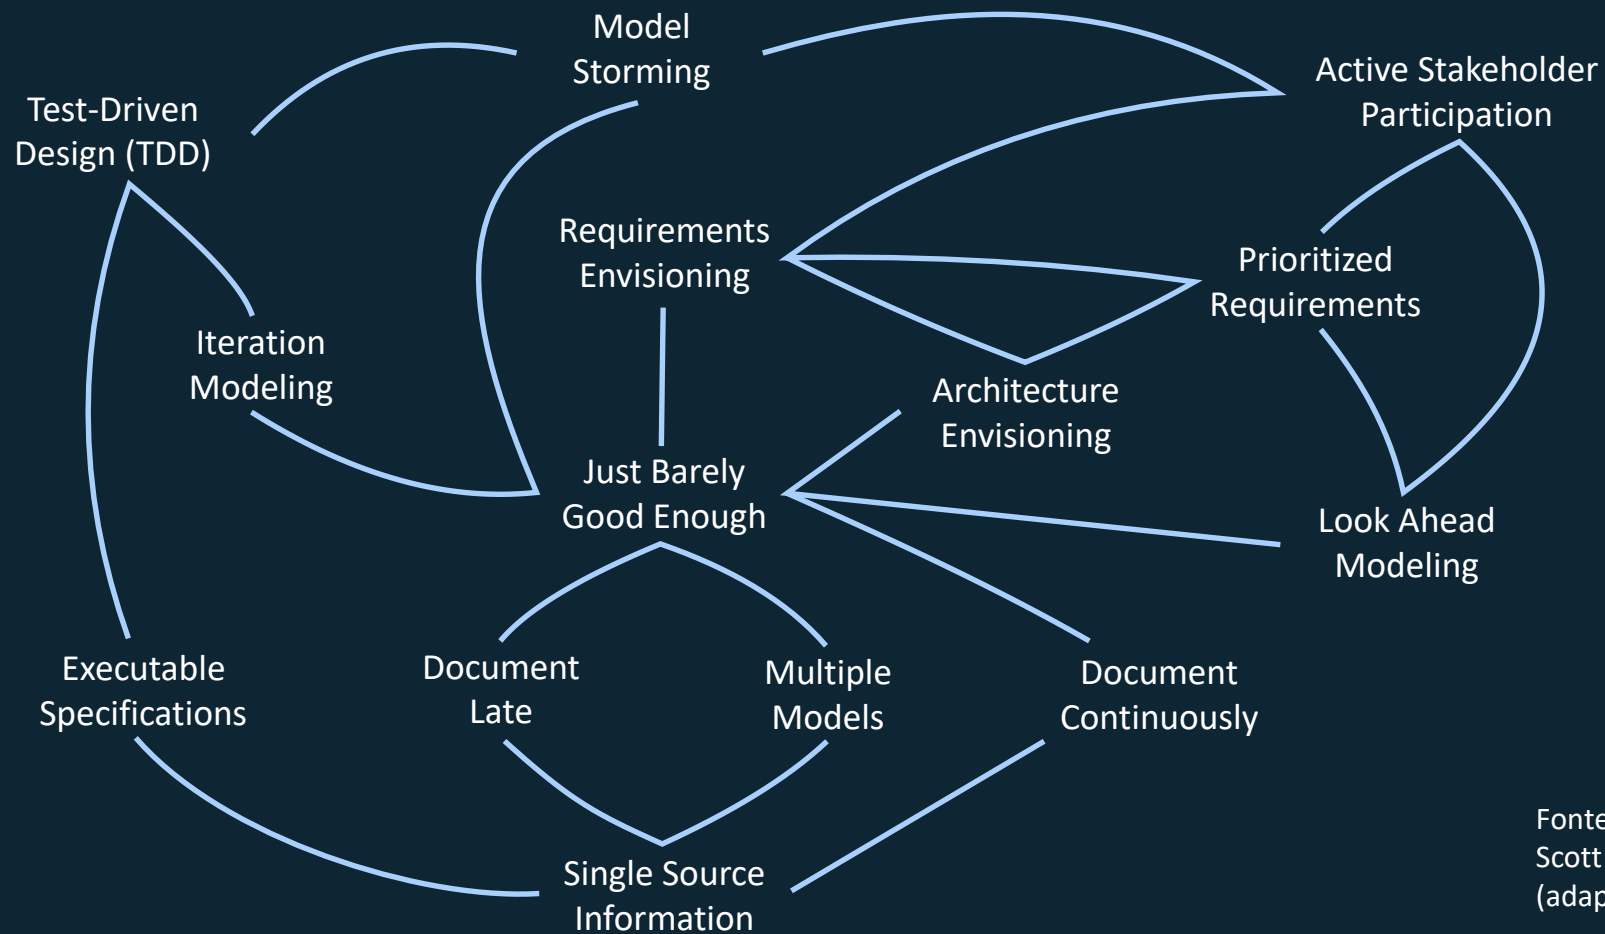 Model
Storming
Active Stakeholder
Participation
Test-Driven
Design (TDD)
Requirements
Envisioning
Prioritized
Requirements
Iteration
Modeling
Architecture
Envisioning
Just Barely
Good Enough
Look Ahead
Modeling
Executable
Specifications
Document
Late
Multiple
Models
Document
Continuously
Single Source
Information
Fonte
Scott